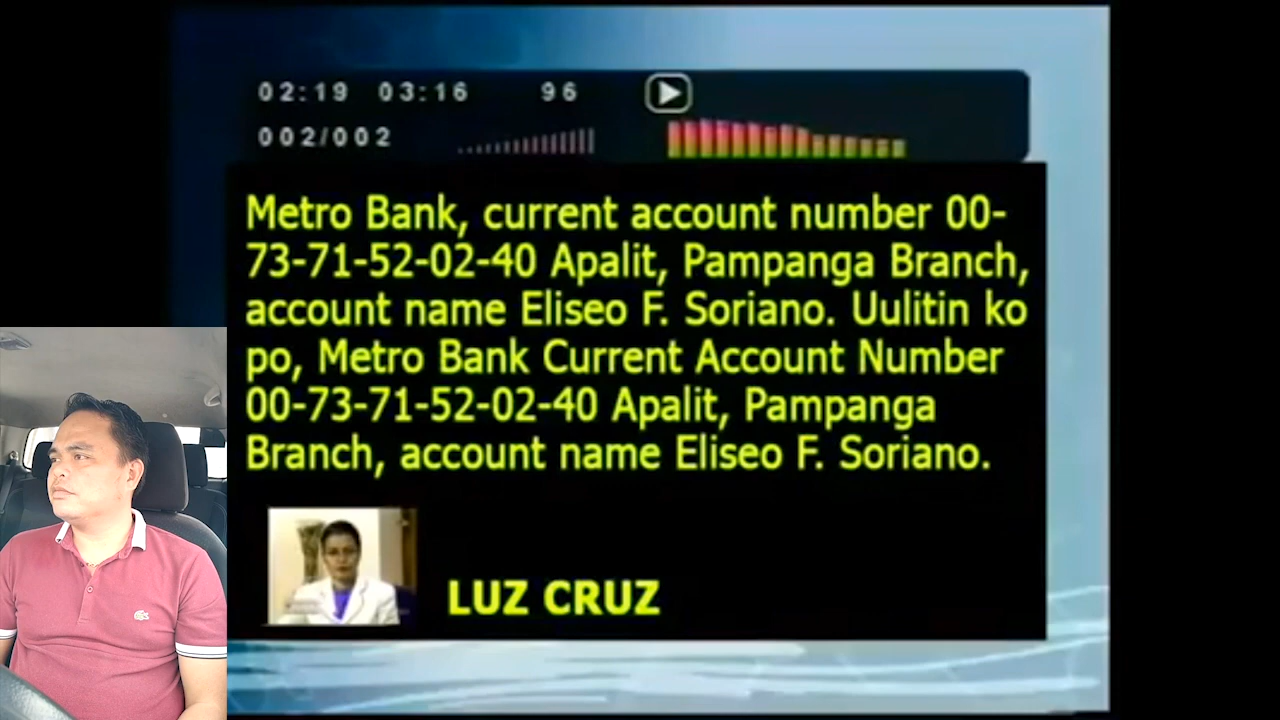 02:19 03:16 96
002/002
Metro Bank, current account number 00-
73-71-52-02-40 Apalit, Pampanga Branch,
account name Eliseo F. Soriano. Uulitin ko
po, Metro Bank Current Account Number
00-73-71-52-02-40 Apalit, Pampanga
Branch, account name Eliseo F. Soriano.
LUZ CRUZ